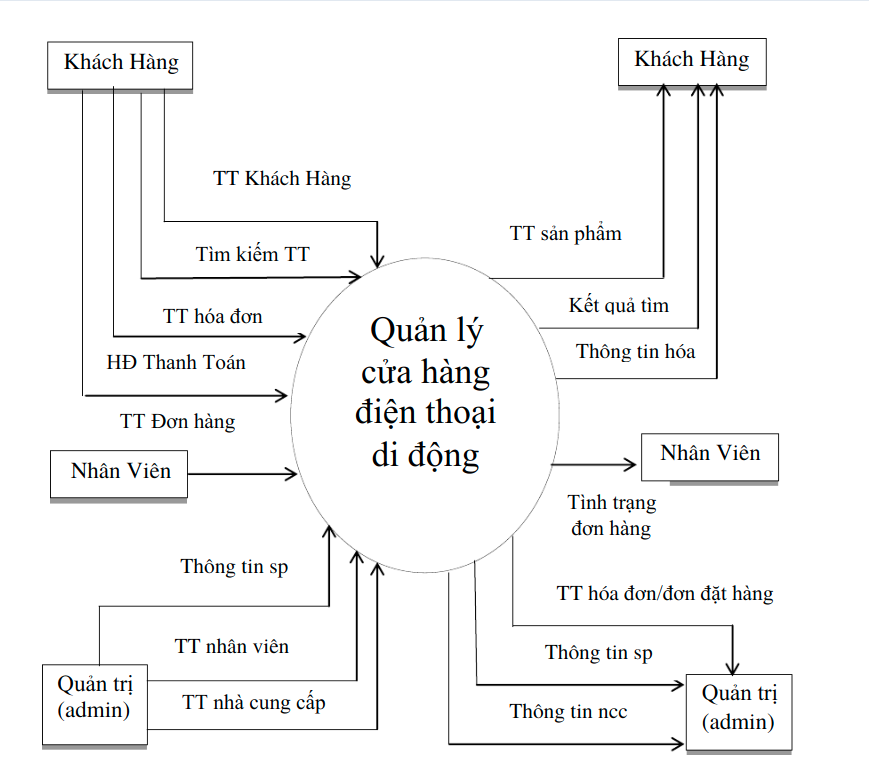 Khách Hàng
Khách Hàng
TT Khách Hàng
TT sản phẩm
Tìm kiếm TT
Kết quả tìm
TT hóa đơn
Thông tin hóa
HĐ Thanh Toán
TT Đơn hàng
Quản lý
cửa hàng
điện thoại
di động
Nhân Viên
Nhân Viên
Tình trạng
đơn hàng
Thông tin sp
TT hóa đơn/đơn đặt hàng
TT nhân viên
Thông tin sp
Quản trị
(admin)
TT nhà cung cấp
Thông tin ncc
Quản trị
(admin)